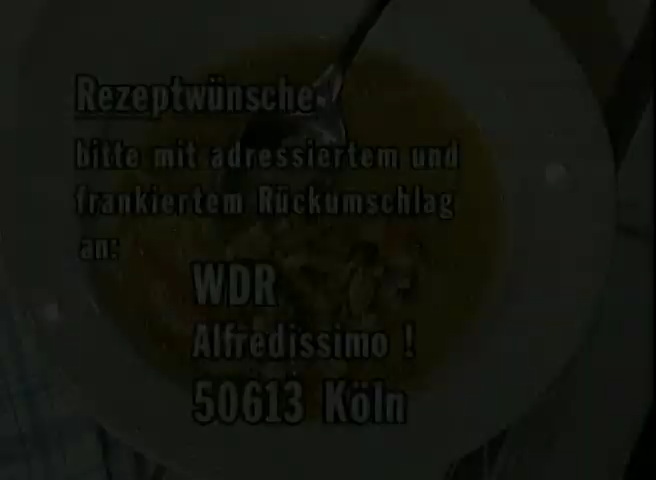 Rezeptwünsche
bitte mit adressiertem und
frankiertem Rückumschlag
an:
WDR
Alfredissimo !
50613 Köln